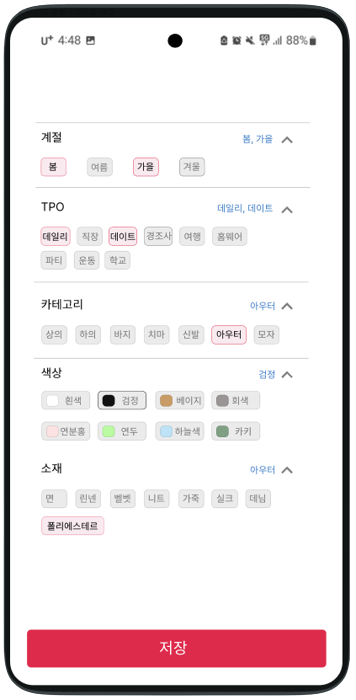 U+ 4:48 5G 88%
계절 봄, 가을
봄 여름 가을 겨울
TPO 데일리, 데이트
데일리 직장 데이트 경조사 여행 홈웨어
파티 운동 학교
카테고리 아우터
상의 하의 바지 치마 신발 아우터 모자
색상 검정
흰색 검정 베이지 회색
연분홍 연두 하늘색 카키
소재 아우터
면 린넨 벨벳 니트 가죽 실크 데님
폴리에스테르
저장